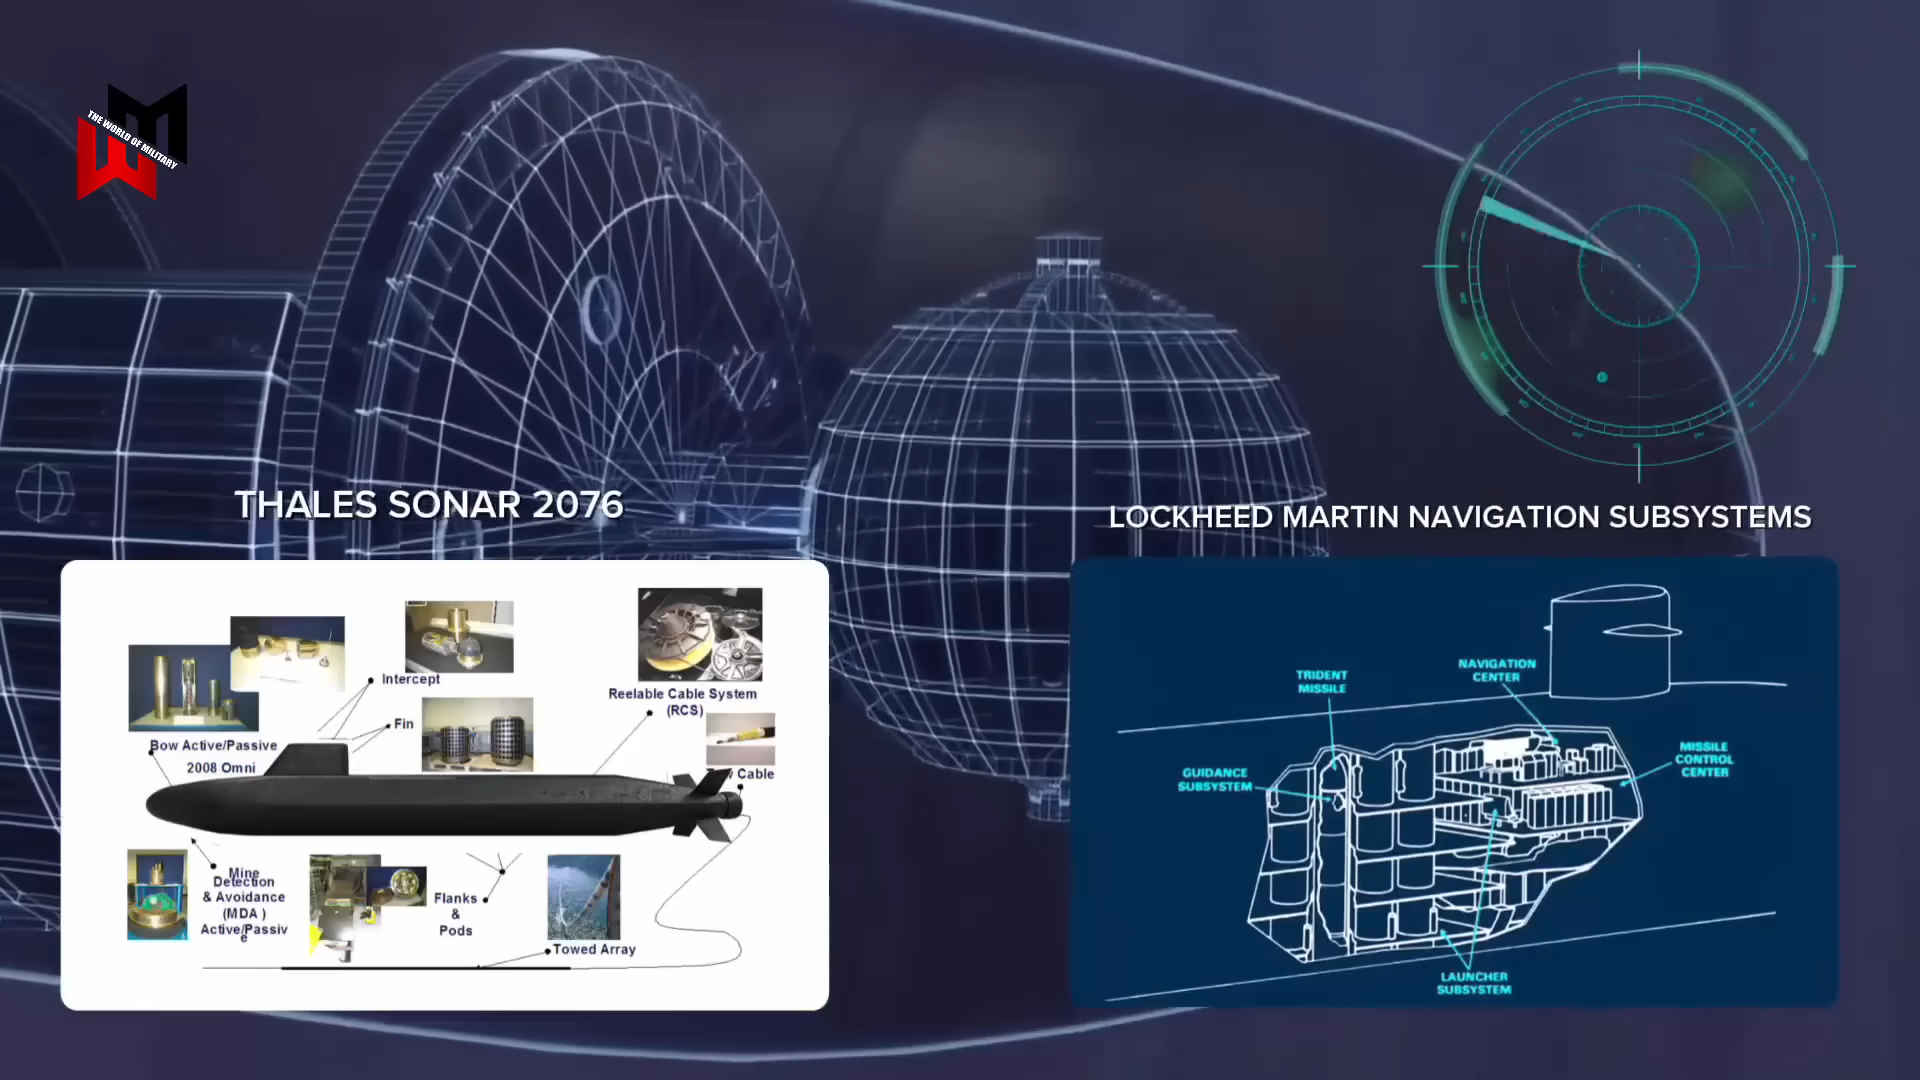 THE WORLD OF MILITARY
THALES SONAR 2076
LOCKHEED MARTIN NAVIGATION SUBSYSTEMS
Intercept
Reelable Cable System
(RCS)
Fin
Bow Active/Passive
2008 Omni
Cable
Mine
Detection
& Avoidance
(MDA )
Active/Passiv
e
Flanks
&
Pods
Towed Array
TRIDENT
MISSILE
NAVIGATION
CENTER
GUIDANCE
SUBSYSTEM
MISSILE
CONTROL
CENTER
LAUNCHER
SUBSYSTEM